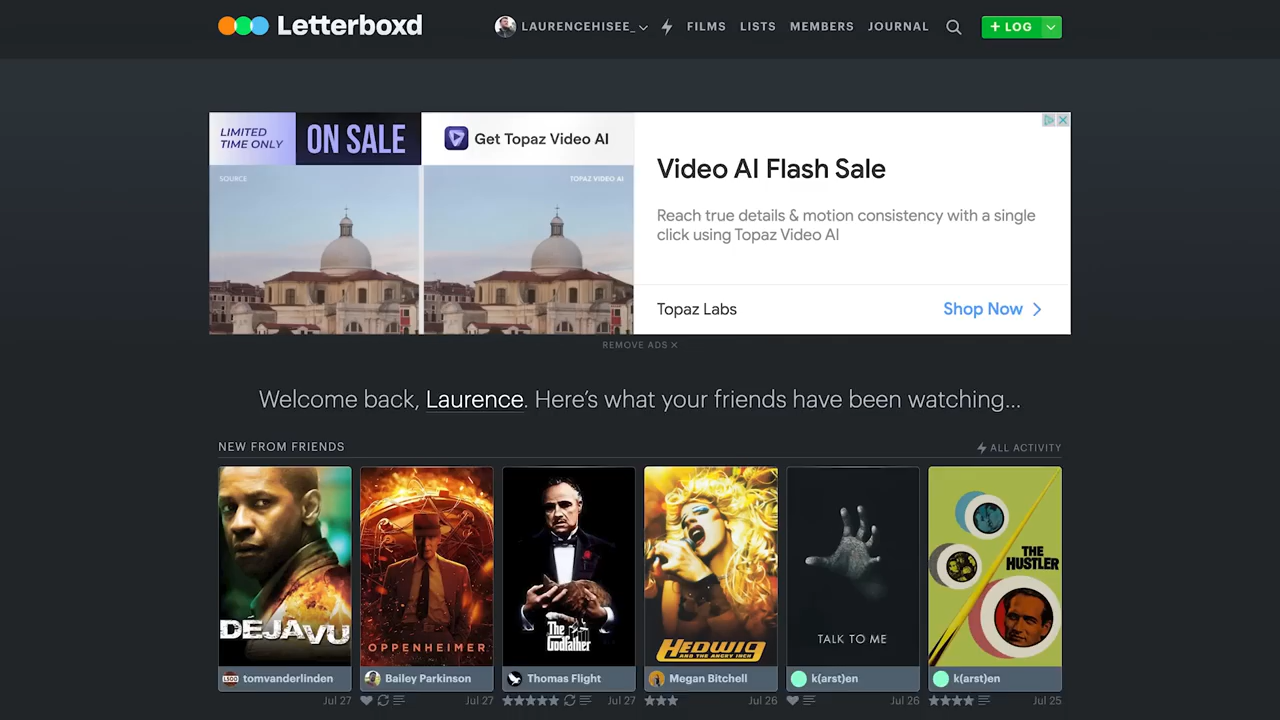 Letterboxd
LAURENCEHISEE_
FILMS
LISTS
MEMBERS
JOURNAL
+ LOG
LIMITED
TIME ONLY
ON SALE
Get Topaz Video AI
SOURCE
TOPAZ VIDEO AI
Video AI Flash Sale
Reach true details & motion consistency with a single
click using Topaz Video AI
Topaz Labs
Shop Now
REMOVE ADS ×
Welcome back, Laurence. Here’s what your friends have been watching…
NEW FROM FRIENDS
ALL ACTIVITY
DÉJÀ VU
OPPENHEIMER
The
Godfather
HEDWIG
AND THE ANGRY INCH
TALK TO ME
THE
HUSTLER
tomvanderlinden
Bailey Parkinson
Thomas Flight
Megan Bitchell
k(arst)en
k(arst)en
Jul 27
Jul 27
★★★★★
Jul 27
★★★
Jul 26
Jul 26
★★★★
Jul 25